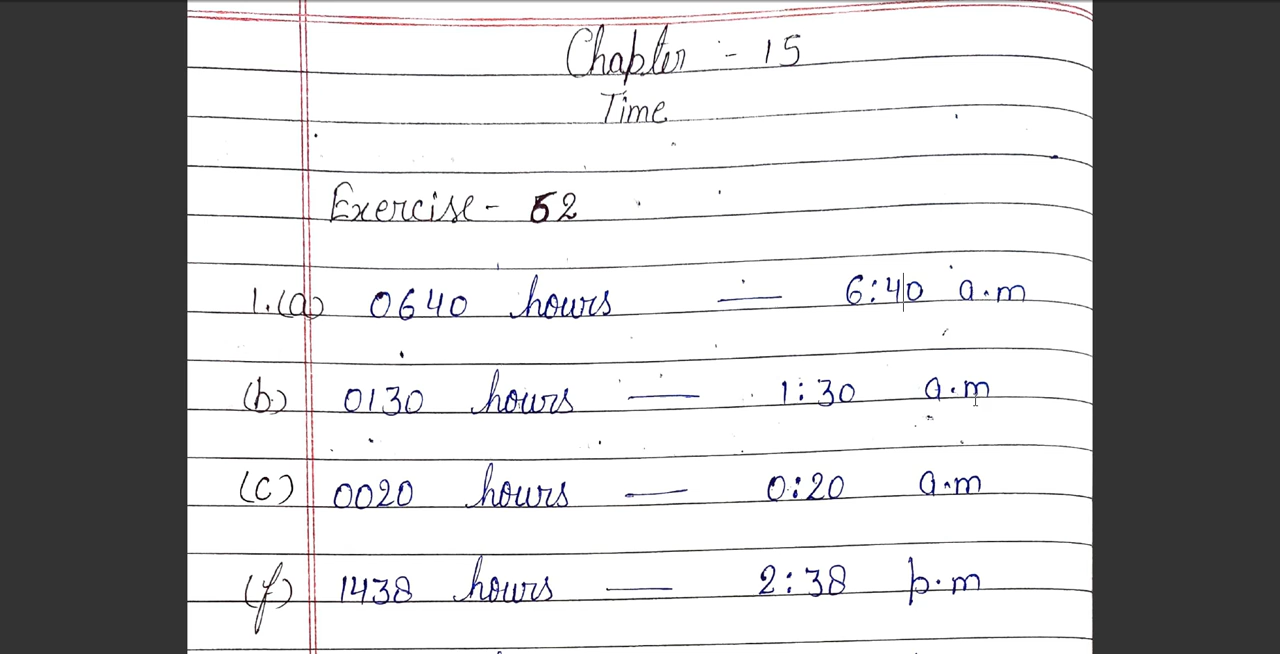 Chapter :- 15
Time
Exercise - 52
1.(a) 0640 hours — 6:40 a.m
(b) 0130 hours — 1:30 a.m
(c) 0020 hours — 0:20 a.m
(f) 1438 hours — 2:38 p.m